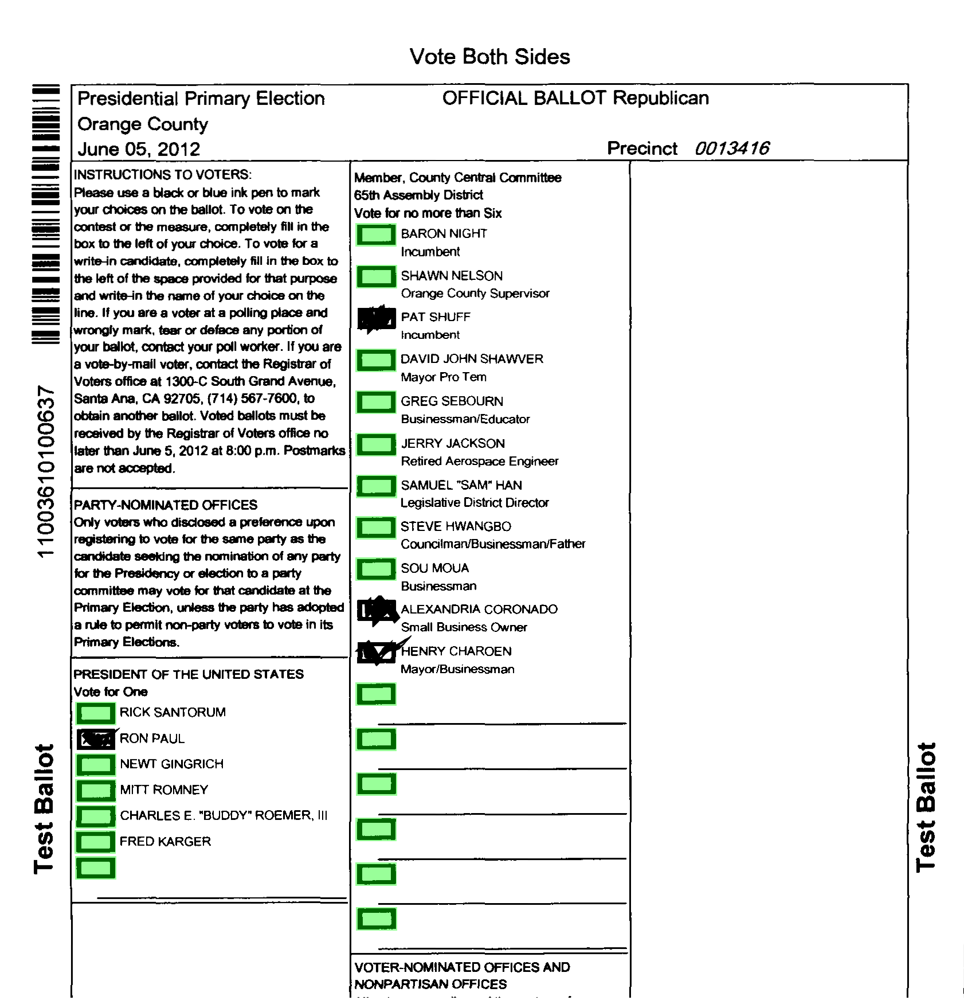 Vote Both Sides
Presidential Primary Election
OFFICIAL BALLOT Republican
Orange County
June 05, 2012
Precinct 0013416
11003610100637
Test Ballot
INSTRUCTIONS TO VOTERS:
Please use a black or blue ink pen to mark
your choices on the ballot. To vote on the
contest or the measure, completely fill in the
box to the left of your choice. To vote for a
write-in candidate, completely fill in the box to
the left of the space provided for that purpose
and write-in the name of your choice on the
line. If you are a voter at a polling place and
wrongly mark, tear or deface any portion of
your ballot, contact your poll worker. If you are
a vote-by-mail voter, contact the Registrar of
Voters office at 1300-C South Grand Avenue,
Santa Ana, CA 92705, (714) 567-7600, to
obtain another ballot. Voted ballots must be
received by the Registrar of Voters office no
later than June 5, 2012 at 8:00 p.m. Postmarks
are not accepted.
PARTY-NOMINATED OFFICES
Only voters who disclosed a preference upon
registering to vote for the same party as the
candidate seeking the nomination of any party
for the Presidency or election to a party
committee may vote for that candidate at the
Primary Election, unless the party has adopted
a rule to permit non-party voters to vote in its
Primary Elections.
PRESIDENT OF THE UNITED STATES
Vote for One
RICK SANTORUM
RON PAUL
NEWT GINGRICH
MITT ROMNEY
CHARLES E. "BUDDY" ROEMER, III
FRED KARGER
Member, County Central Committee
65th Assembly District
Vote for no more than Six
BARON NIGHT
Incumbent
SHAWN NELSON
Orange County Supervisor
PAT SHUFF
Incumbent
DAVID JOHN SHAWVER
Mayor Pro Tem
GREG SEBOURN
Businessman/Educator
JERRY JACKSON
Retired Aerospace Engineer
SAMUEL "SAM" HAN
Legislative District Director
STEVE HWANGBO
Councilman/Businessman/Father
SOU MOUA
Businessman
ALEXANDRIA CORONADO
Small Business Owner
HENRY CHAROEN
Mayor/Businessman
VOTER-NOMINATED OFFICES AND
NONPARTISAN OFFICES
Test Ballot